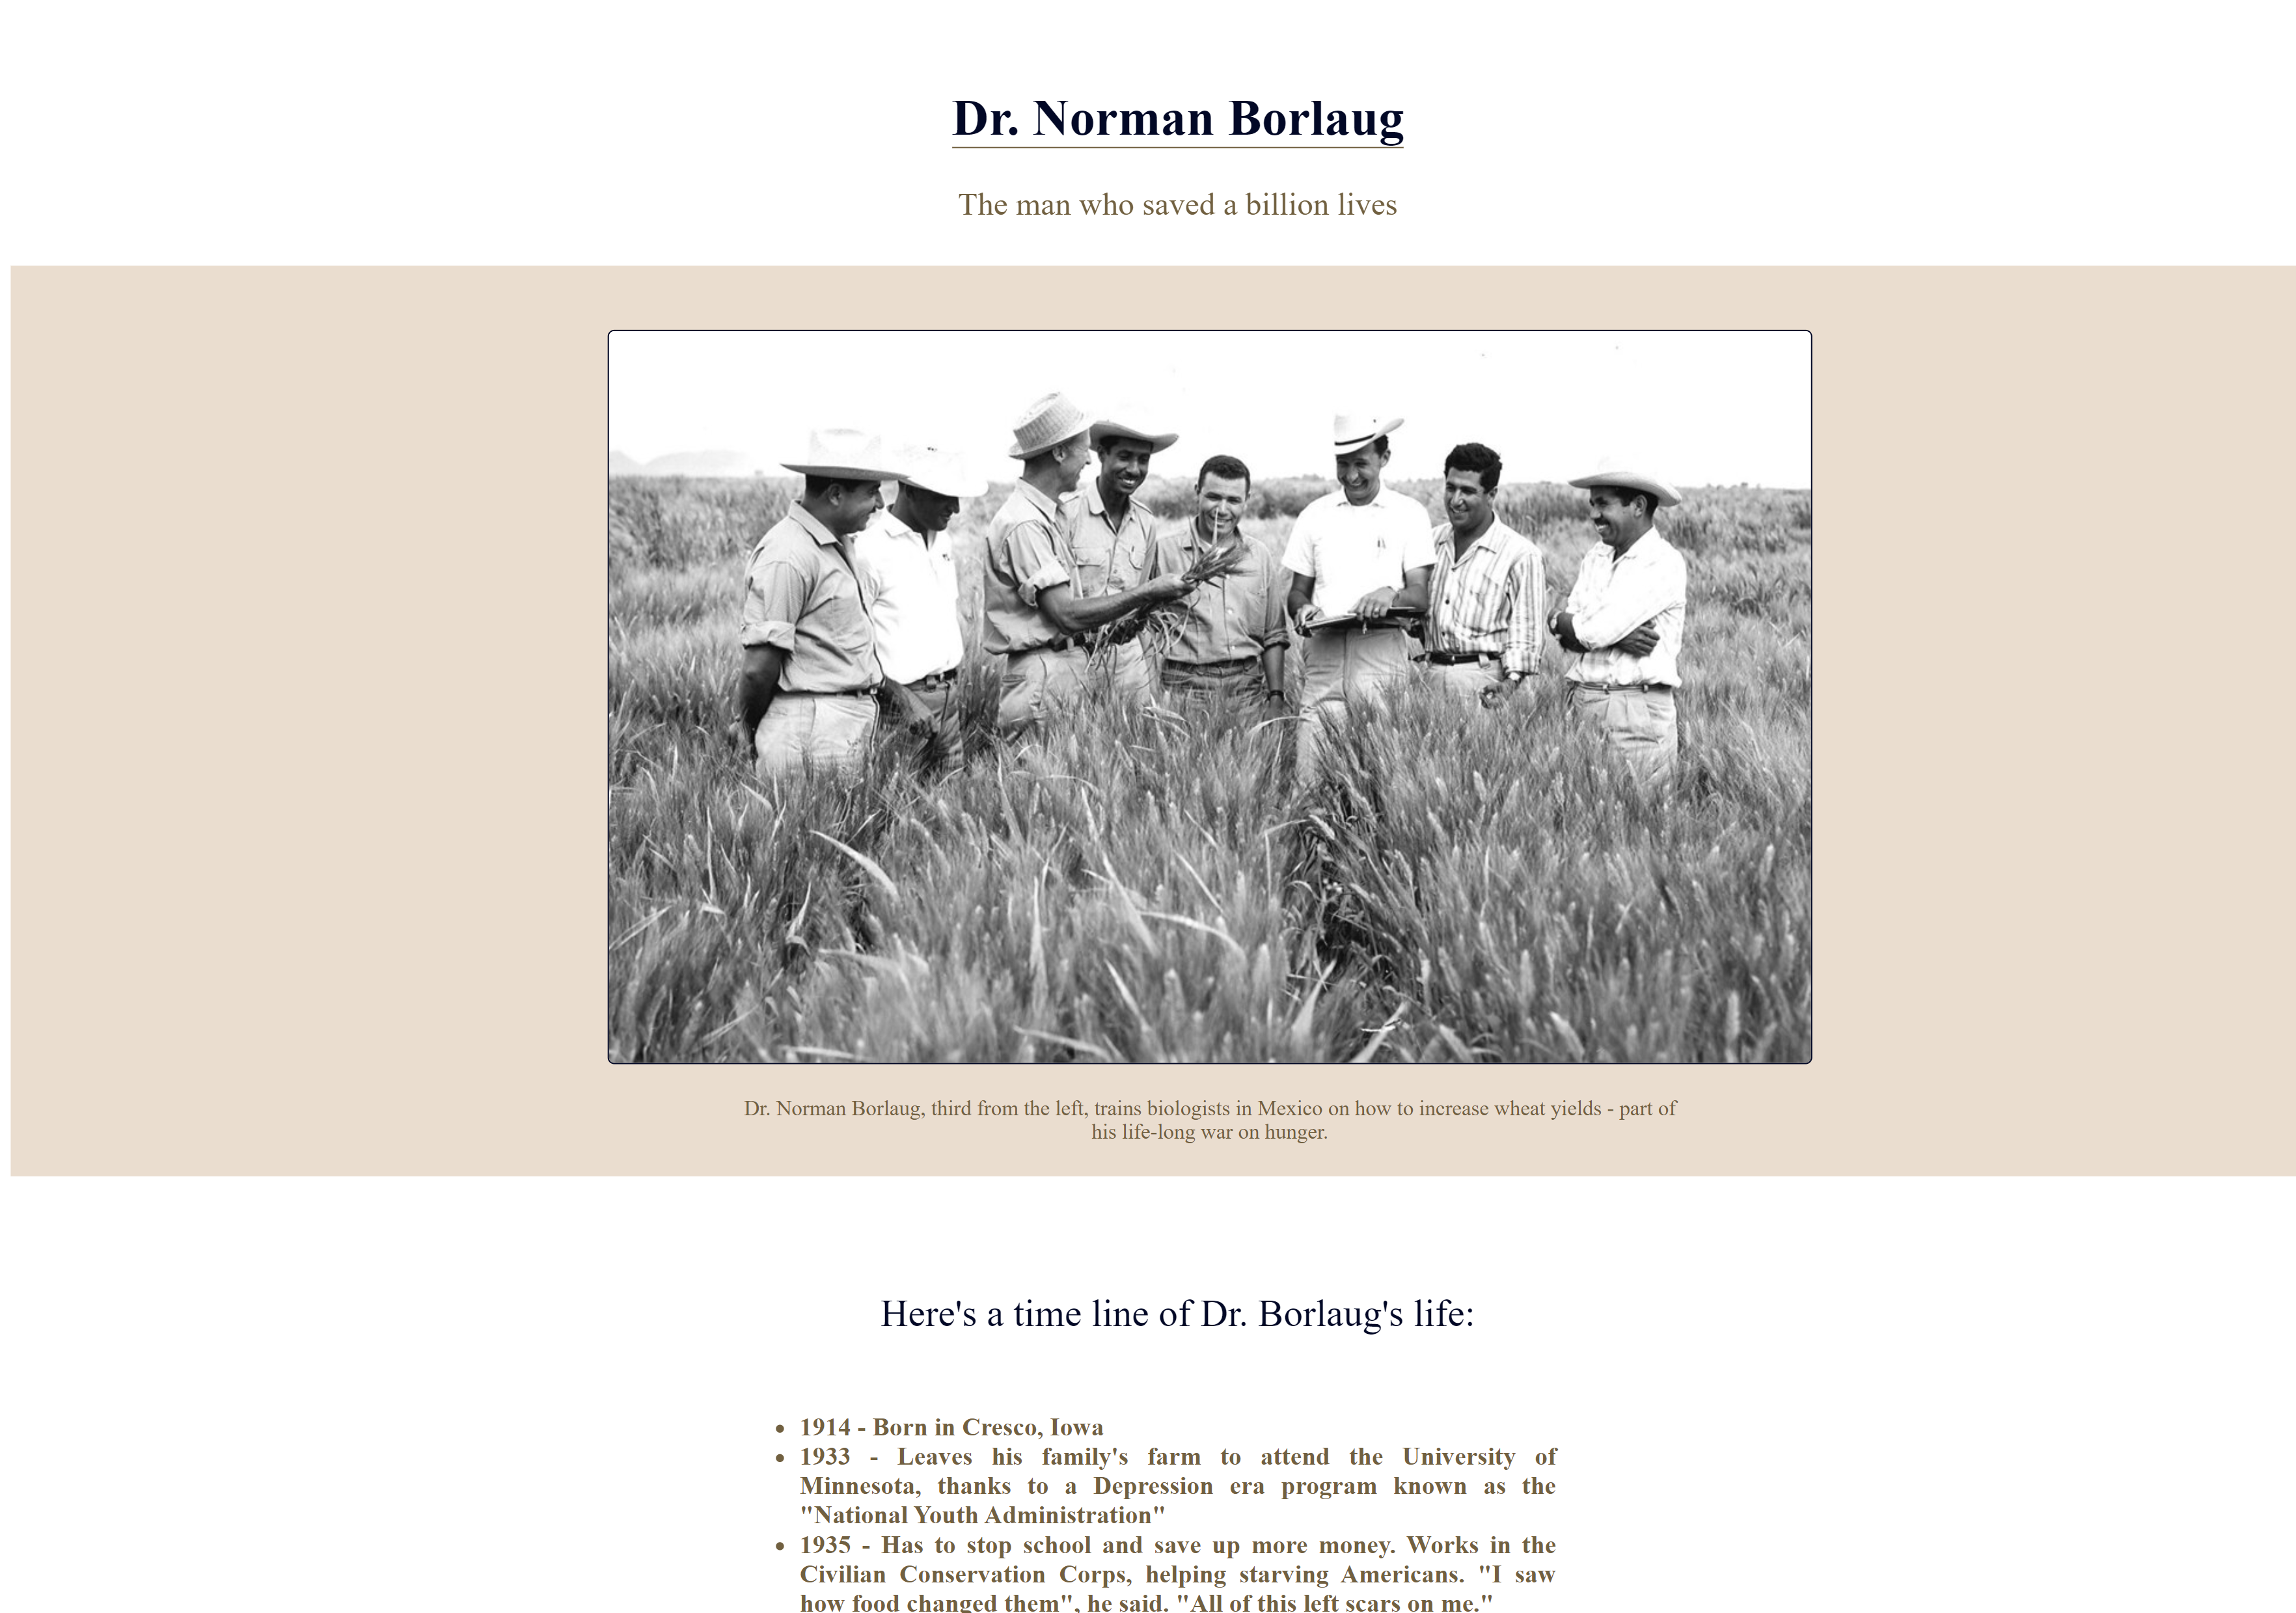 Dr. Norman Borlaug
The man who saved a billion lives
Dr. Norman Borlaug, third from the left, trains biologists in Mexico on how to increase wheat yields - part of
his life-long war on hunger.
Here's a time line of Dr. Borlaug's life:
• 1914 - Born in Cresco, Iowa
• 1933 - Leaves his family's farm to attend the University of
Minnesota, thanks to a Depression era program known as the
"National Youth Administration"
• 1935 - Has to stop school and save up more money. Works in the
Civilian Conservation Corps, helping starving Americans. "I saw
how food changed them", he said. "All of this left scars on me."